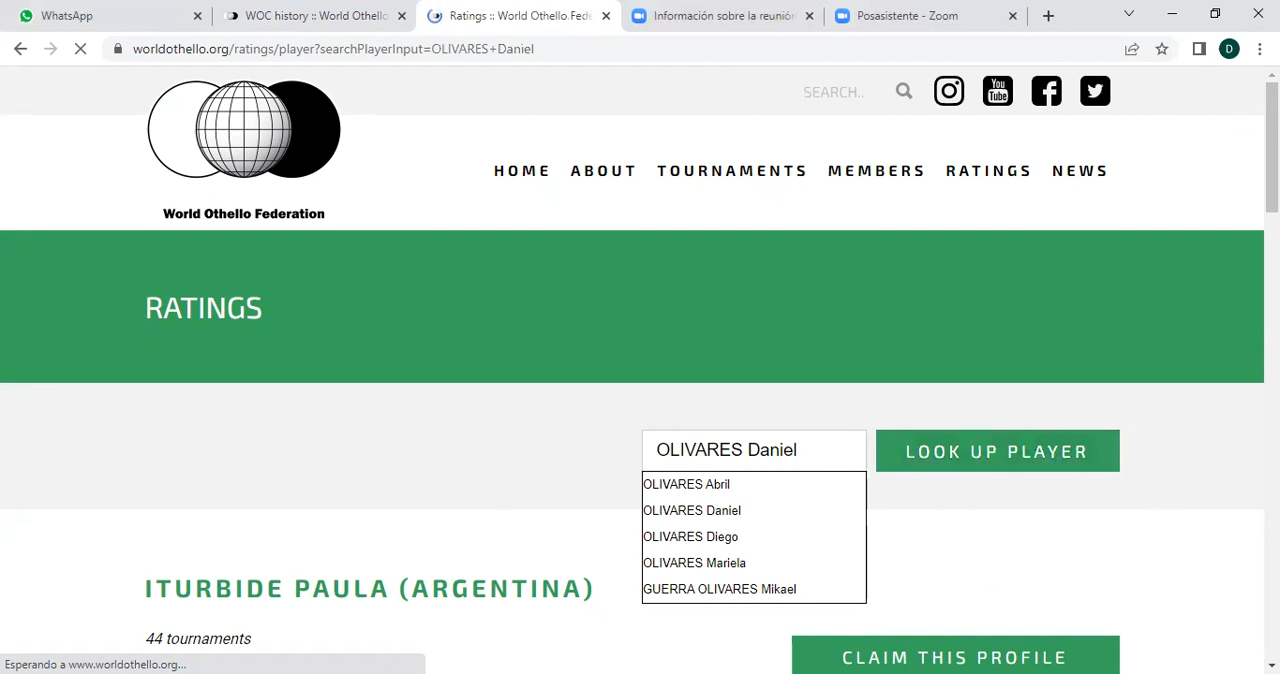 WhatsApp
WOC history :: World Othello
Ratings :: World Othello Fede
Información sobre la reunión
Posasistente - Zoom
worldothello.org/ratings/player?searchPlayerInput=OLIVARES+Daniel
D
SEARCH..
You
Tube
HOME ABOUT TOURNAMENTS MEMBERS RATINGS NEWS
World Othello Federation
RATINGS
OLIVARES Daniel
LOOK UP PLAYER
OLIVARES Abril
OLIVARES Daniel
OLIVARES Diego
OLIVARES Mariela
GUERRA OLIVARES Mikael
ITURBIDE PAULA (ARGENTINA)
44 tournaments
CLAIM THIS PROFILE
Esperando a www.worldothello.org...